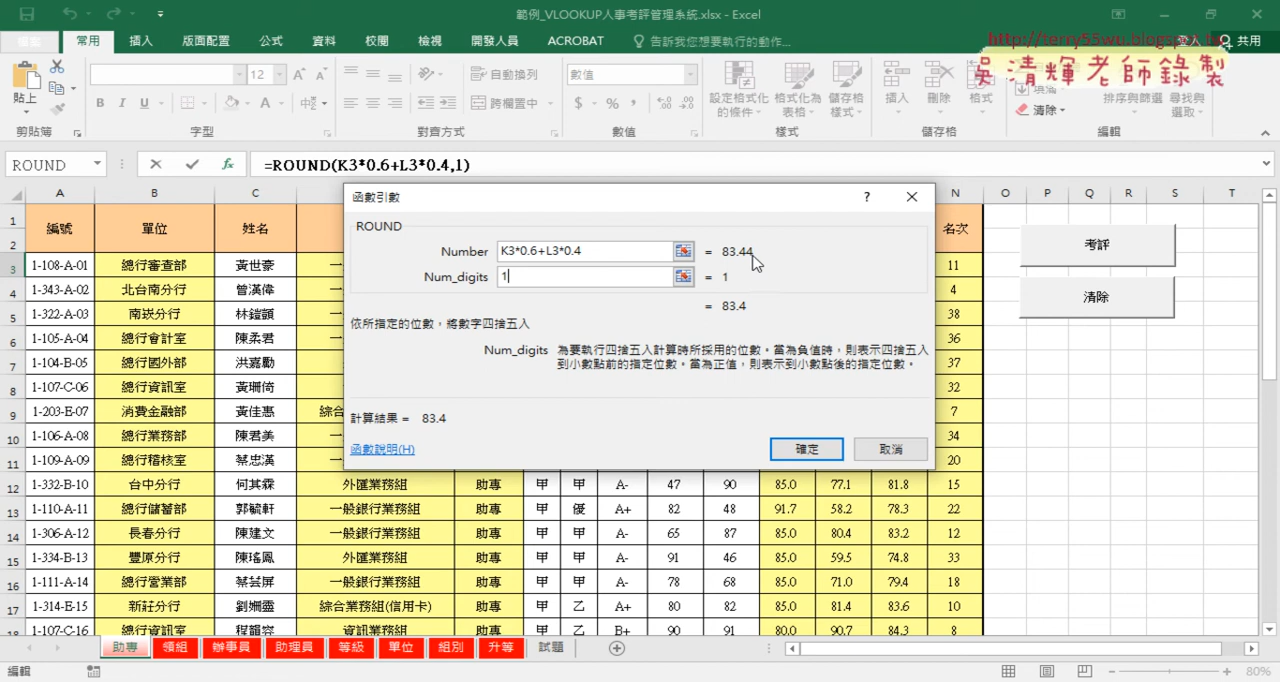 範例_VLOOKUP人事考評管理系統.xlsx - Excel
常用 插入 版面配置 公式 資料 校閱 檢視 開發人員 ACROBAT 告訴我您想要執行的動作... 登入 共用
http://terry55wu.blogspot.tw
吳清輝老師錄製
貼上 12 自動換列 數值 設定格式化的條件 格式化為表格 儲存格樣式 插入 刪除 格式 清除 排序與篩選 尋找與選取
B I U A 跨欄置中 $ %
剪貼簿 字型 對齊方式 數值 樣式 儲存格 編輯
ROUND fx =ROUND(K3*0.6+L3*0.4,1)
A B C N O P Q R S T
1 2 編號 單位 姓名 名次
考評
清除
3 1-108-A-01 總行審查部 黃世豪 11
4 1-343-A-02 北台南分行 曾漢偉 4
5 1-322-A-03 南崁分行 林鎧顗 38
6 1-105-A-04 總行會計室 陳柔君 36
7 1-104-B-05 總行國外部 洪嘉勳 37
8 1-107-C-06 總行資訊室 黃珊倚 32
9 1-203-E-07 消費金融部 黃佳惠 綜合 7
10 1-106-A-08 總行業務部 陳君美 34
11 1-109-A-09 總行稽核室 蔡忠漢 20
函數引數 ?
ROUND
Number K3*0.6+L3*0.4 = 83.44
Num_digits 1 = 1
= 83.4
依所指定的位數，將數字四捨五入
Num_digits 為要執行四捨五入計算時所採用的位數。當為負值時，則表示四捨五入
到小數點前的指定位數。當為正值，則表示到小數點後的指定位數。
計算結果 = 83.4
函數說明(H) 確定 取消
12 1-332-B-10 台中分行 何其霖 外匯業務組 助專 甲 甲 A- 47 90 85.0 77.1 81.8 15
13 1-110-A-11 總行儲蓄部 郭毓軒 一般銀行業務組 助專 甲 優 A+ 82 48 91.7 58.2 78.3 22
14 1-306-A-12 長春分行 陳建文 一般銀行業務組 助專 甲 甲 A- 65 87 85.0 80.4 83.2 12
15 1-334-B-13 豐原分行 陳瑤鳳 外匯業務組 助專 甲 甲 A- 91 46 85.0 59.5 74.8 33
16 1-111-A-14 總行營業部 蔡芸屏 一般銀行業務組 助專 甲 甲 A- 78 68 85.0 71.0 79.4 18
17 1-314-E-15 新莊分行 劉姍靈 綜合業務組(信用卡) 助專 甲 乙 A+ 80 82 85.0 81.4 83.6 10
18 1-107-C-16 總行資訊室 程韻容 資訊業務組 助專 甲 乙 B+ 90 91 80.0 90.7 84.3 8
助專 領組 辦事員 助理員 等級 單位 組別 升等 試題
編輯 80%